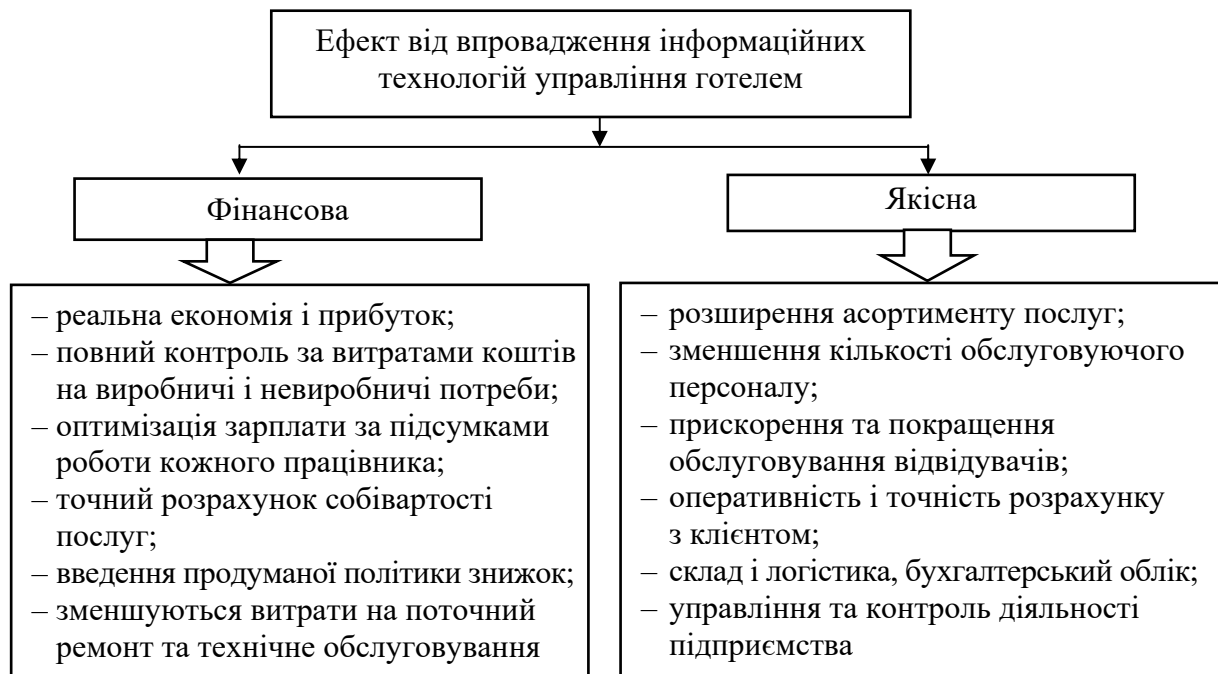 Ефект від впровадження інформаційних
технологій управління готелем
Фінансова
Якісна
– реальна економія і прибуток;
– повний контроль за витратами коштів
на виробничі і невиробничі потреби;
– оптимізація зарплати за підсумками
роботи кожного працівника;
– точний розрахунок собівартості
послуг;
– введення продуманої політики знижок;
– зменшуються витрати на поточний
ремонт та технічне обслуговування
– розширення асортименту послуг;
– зменшення кількості обслуговуючого
персоналу;
– прискорення та покращення
обслуговування відвідувачів;
– оперативність і точність розрахунку
з клієнтом;
– склад і логістика, бухгалтерський облік;
– управління та контроль діяльності
підприємства